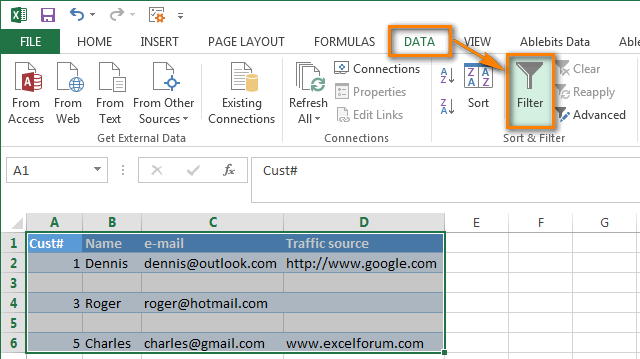 FILE HOME INSERT PAGE LAYOUT FORMULAS DATA VIEW Ablebits Data Ablebits
From Access
From Web
From Text
From Other Sources
Existing Connections
Refresh All
Connections
Properties
Edit Links
A Z
Z A
Z A A Z
Sort
Filter
Clear
Reapply
Advanced
Get External Data Connections Sort & Filter
A1 fx Cust#
A B C D E F G
1 Cust# Name e-mail Traffic source
2 1 Dennis dennis@outlook.com http://www.google.com
3
4 3 Roger roger@hotmail.com
5
6 5 Charles charles@gmail.com www.excelforum.com